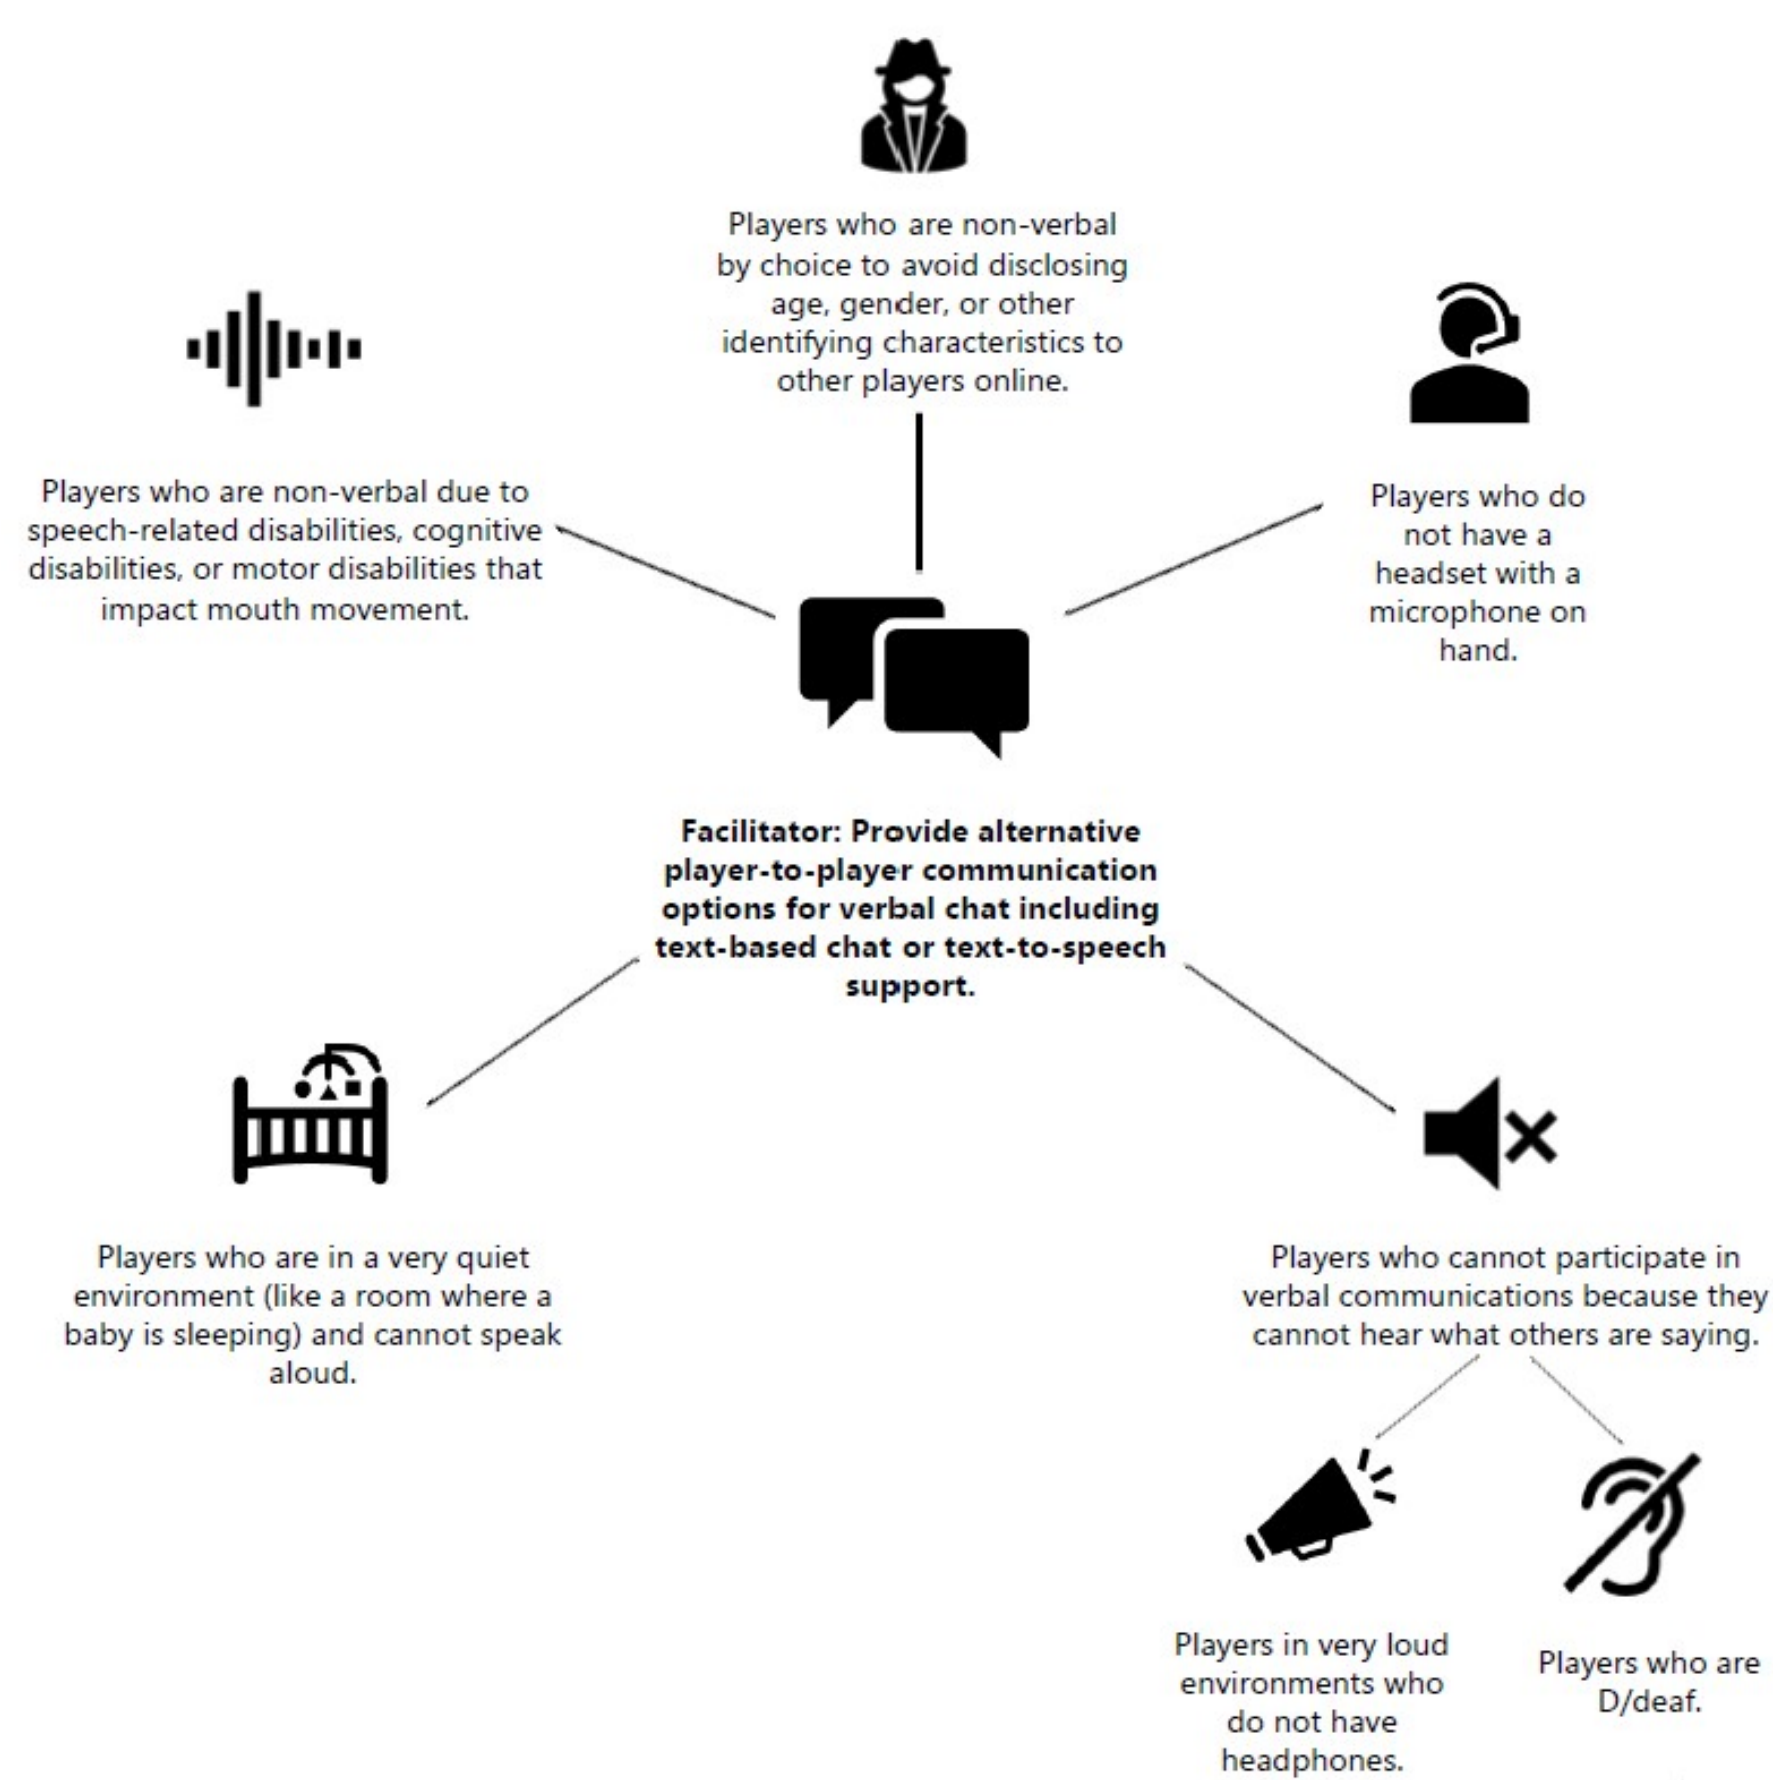 Players who are non-verbal
by choice to avoid disclosing
age, gender, or other
identifying characteristics to
other players online.
Players who are non-verbal due to
speech-related disabilities, cognitive
disabilities, or motor disabilities that
impact mouth movement.
Players who do
not have a
headset with a
microphone on
hand.
Facilitator: Provide alternative
player-to-player communication
options for verbal chat including
text-based chat or text-to-speech
support.
Players who are in a very quiet
environment (like a room where a
baby is sleeping) and cannot speak
aloud.
Players who cannot participate in
verbal communications because they
cannot hear what others are saying.
Players in very loud
environments who
do not have
headphones.
Players who are
D/deaf.